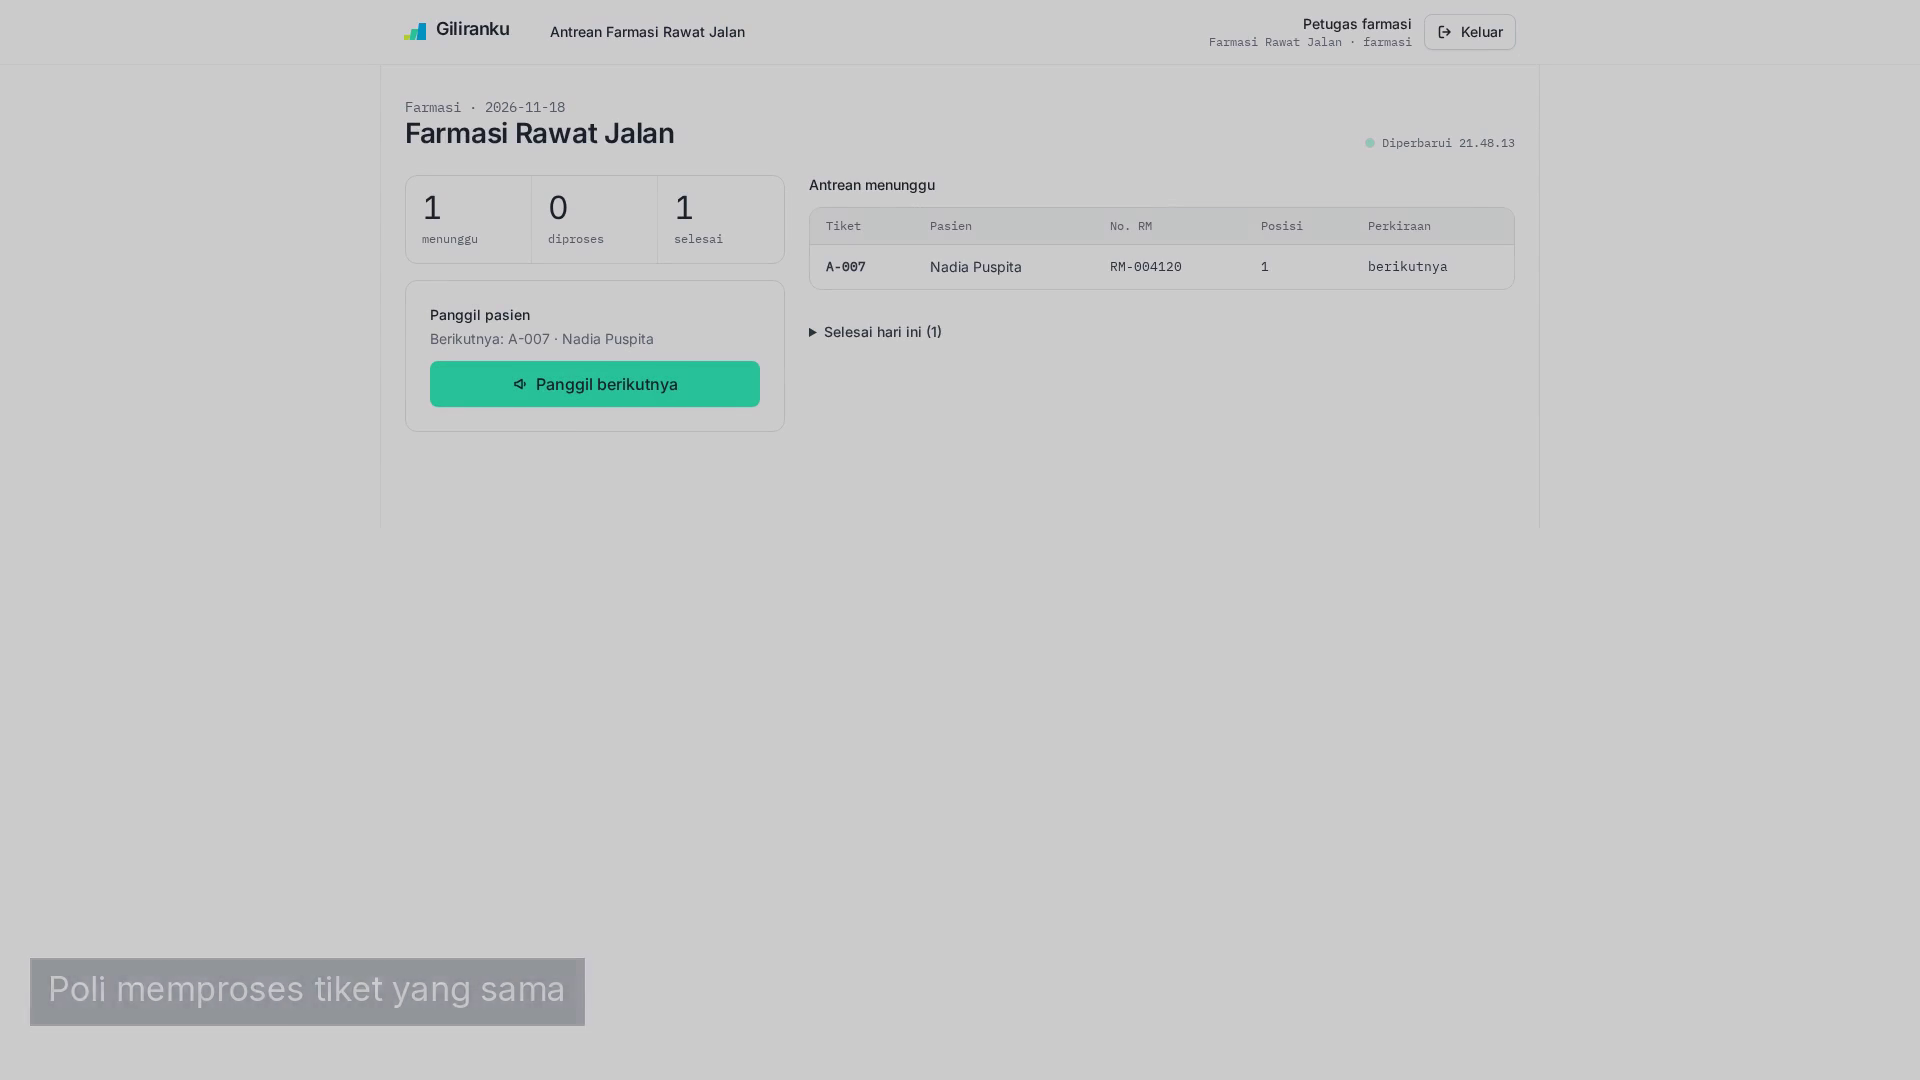 Giliranku
Antrean Farmasi Rawat Jalan
Petugas farmasi
Farmasi Rawat Jalan · farmasi
Keluar
Farmasi · 2026-11-18
Farmasi Rawat Jalan
Diperbarui 21.48.13
1
menunggu
0
diproses
1
selesai
Panggil pasien
Berikutnya: A-007 · Nadia Puspita
Panggil berikutnya
Antrean menunggu
Tiket Pasien No. RM Posisi Perkiraan
A-007 Nadia Puspita RM-004120 1 berikutnya
Selesai hari ini (1)
Poli memproses tiket yang sama